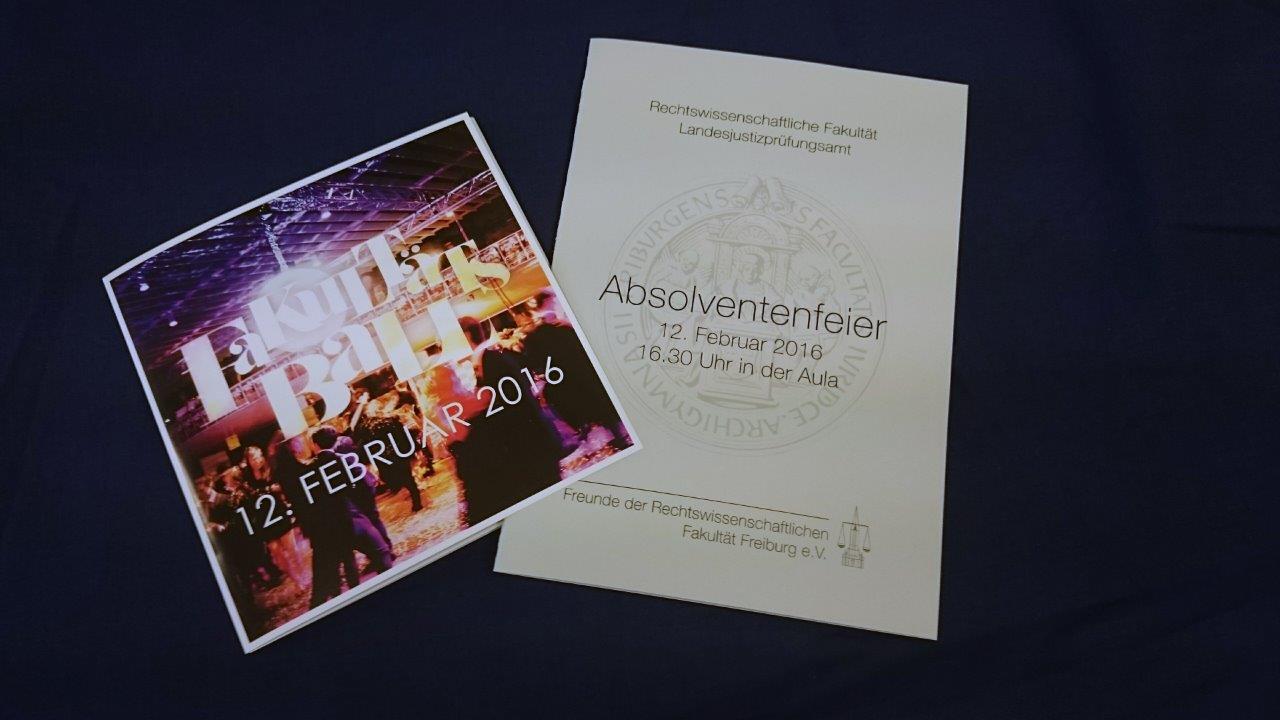 FaKulTäTs
BaLL
12. FEBRUAR 2016
Rechtswissenschaftliche Fakultät
Landesjustizprüfungsamt
Absolventenfeier
12. Februar 2016
16.30 Uhr in der Aula
Freunde der Rechtswissenschaftlichen
Fakultät Freiburg e.V.